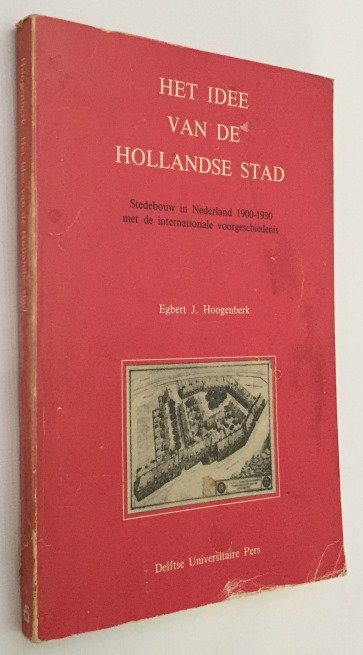 HET IDEE
VAN DE
HOLLANDSE STAD
Stedebouw in Nederland 1900-1930
met de internationale voorgeschiedenis
Egbert J. Hoogenberk
Delftse Universitaire Pers